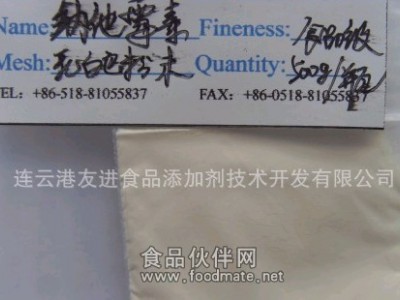 Name 纳他霉素 Fineness: 食品级
Mesh: 乳白色粉末 Quantity: 500g/瓶
TEL: +86-518-81055837 FAX: +86-0518-81055837
连云港友进食品添加剂技术开发有限公司
食品伙伴网
www.foodmate.net